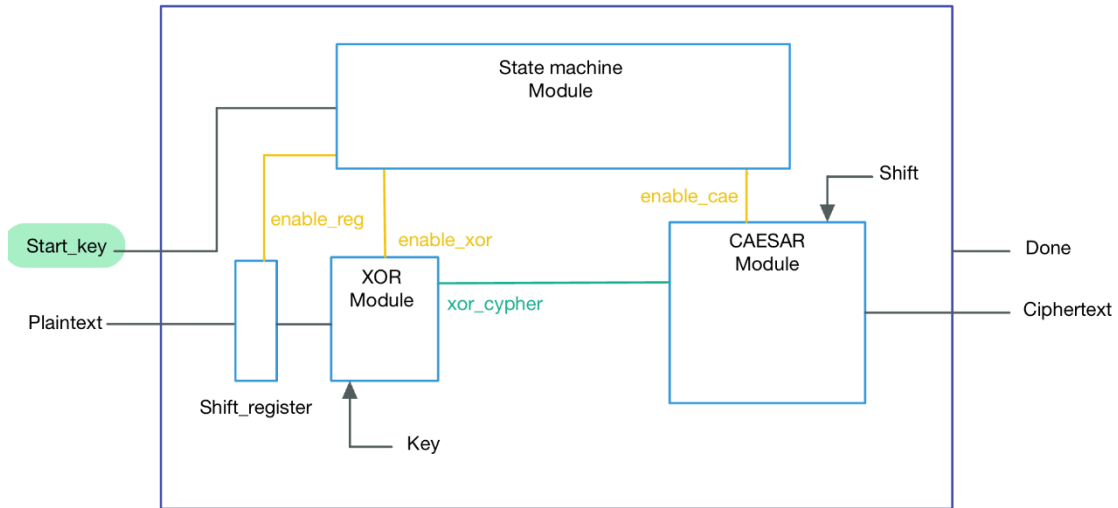 State machine
Module
Shift
enable_cae
enable_reg
Start_key
enable_xor
CAESAR
Module
Done
XOR
Module
xor_cypher
Plaintext
Ciphertext
Shift_register
Key